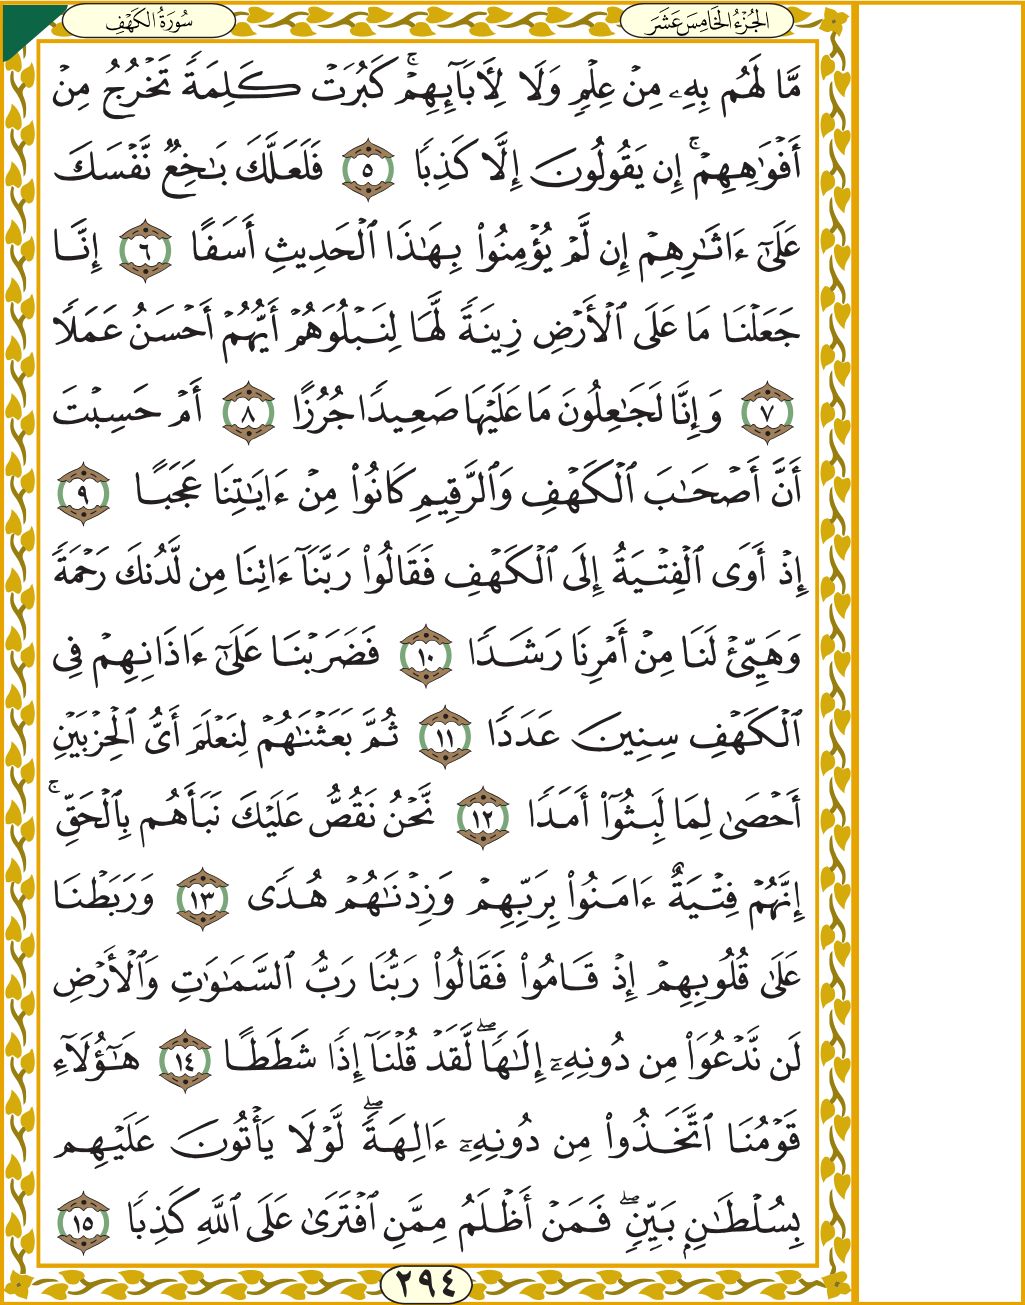 الجُزْءُ الخَامِسَ عَشَرَ
سُورَةُ الكَهْفِ
مَّا لَهُم بِهِۦ مِنْ عِلْمٍ وَلَا لِأَبَآئِهِمْ ۚ كَبُرَتْ كَلِمَةً تَخْرُجُ مِنْ
أَفْوَٰهِهِمْ ۚ إِن يَقُولُونَ إِلَّا كَذِبًا ٥ فَلَعَلَّكَ بَـٰخِعٌ نَّفْسَكَ
عَلَىٰٓ ءَاثَـٰرِهِمْ إِن لَّمْ يُؤْمِنُوا۟ بِهَـٰذَا ٱلْحَدِيثِ أَسَفًا ٦ إِنَّا
جَعَلْنَا مَا عَلَى ٱلْأَرْضِ زِينَةً لَّهَا لِنَبْلُوَهُمْ أَيُّهُمْ أَحْسَنُ عَمَلًا
٧ وَإِنَّا لَجَـٰعِلُونَ مَا عَلَيْهَا صَعِيدًا جُرُزًا ٨ أَمْ حَسِبْتَ
أَنَّ أَصْحَـٰبَ ٱلْكَهْفِ وَٱلرَّقِيمِ كَانُوا۟ مِنْ ءَايَـٰتِنَا عَجَبًا ٩
إِذْ أَوَى ٱلْفِتْيَةُ إِلَى ٱلْكَهْفِ فَقَالُوا۟ رَبَّنَآ ءَاتِنَا مِن لَّدُنكَ رَحْمَةً
وَهَيِّئْ لَنَا مِنْ أَمْرِنَا رَشَدًا ١٠ فَضَرَبْنَا عَلَىٰٓ ءَاذَانِهِمْ فِى
ٱلْكَهْفِ سِنِينَ عَدَدًا ١١ ثُمَّ بَعَثْنَـٰهُمْ لِنَعْلَمَ أَىُّ ٱلْحِزْبَيْنِ
أَحْصَىٰ لِمَا لَبِثُوٓا۟ أَمَدًا ١٢ نَّحْنُ نَقُصُّ عَلَيْكَ نَبَأَهُم بِٱلْحَقِّ ۚ
إِنَّهُمْ فِتْيَةٌ ءَامَنُوا۟ بِرَبِّهِمْ وَزِدْنَـٰهُمْ هُدًى ١٣ وَرَبَطْنَا
عَلَىٰ قُلُوبِهِمْ إِذْ قَامُوا۟ فَقَالُوا۟ رَبُّنَا رَبُّ ٱلسَّمَـٰوَٰتِ وَٱلْأَرْضِ
لَن نَّدْعُوَا۟ مِن دُونِهِۦٓ إِلَـٰهًا ۖ لَّقَدْ قُلْنَآ إِذًا شَطَطًا ١٤ هَـٰٓؤُلَآءِ
قَوْمُنَا ٱتَّخَذُوا۟ مِن دُونِهِۦٓ ءَالِهَةً ۖ لَّوْلَا يَأْتُونَ عَلَيْهِم
بِسُلْطَـٰنٍۭ بَيِّنٍ ۖ فَمَنْ أَظْلَمُ مِمَّنِ ٱفْتَرَىٰ عَلَى ٱللَّهِ كَذِبًا ١٥
٢٩٤